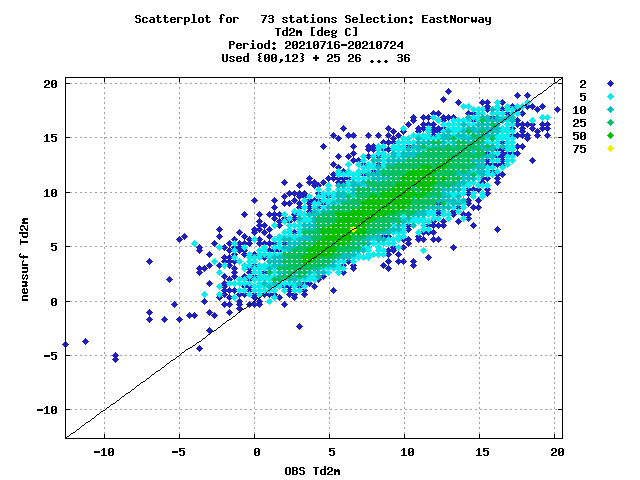 Scatterplot for   73 stations Selection: EastNorway
Td2m [deg C]
Period: 20210716-20210724
Used {00,12} + 25 26 ... 36
20
15
10
5
0
-5
-10
newsurf Td2m
-10 -5 0 5 10 15 20
OBS Td2m
2
5
10
25
50
75